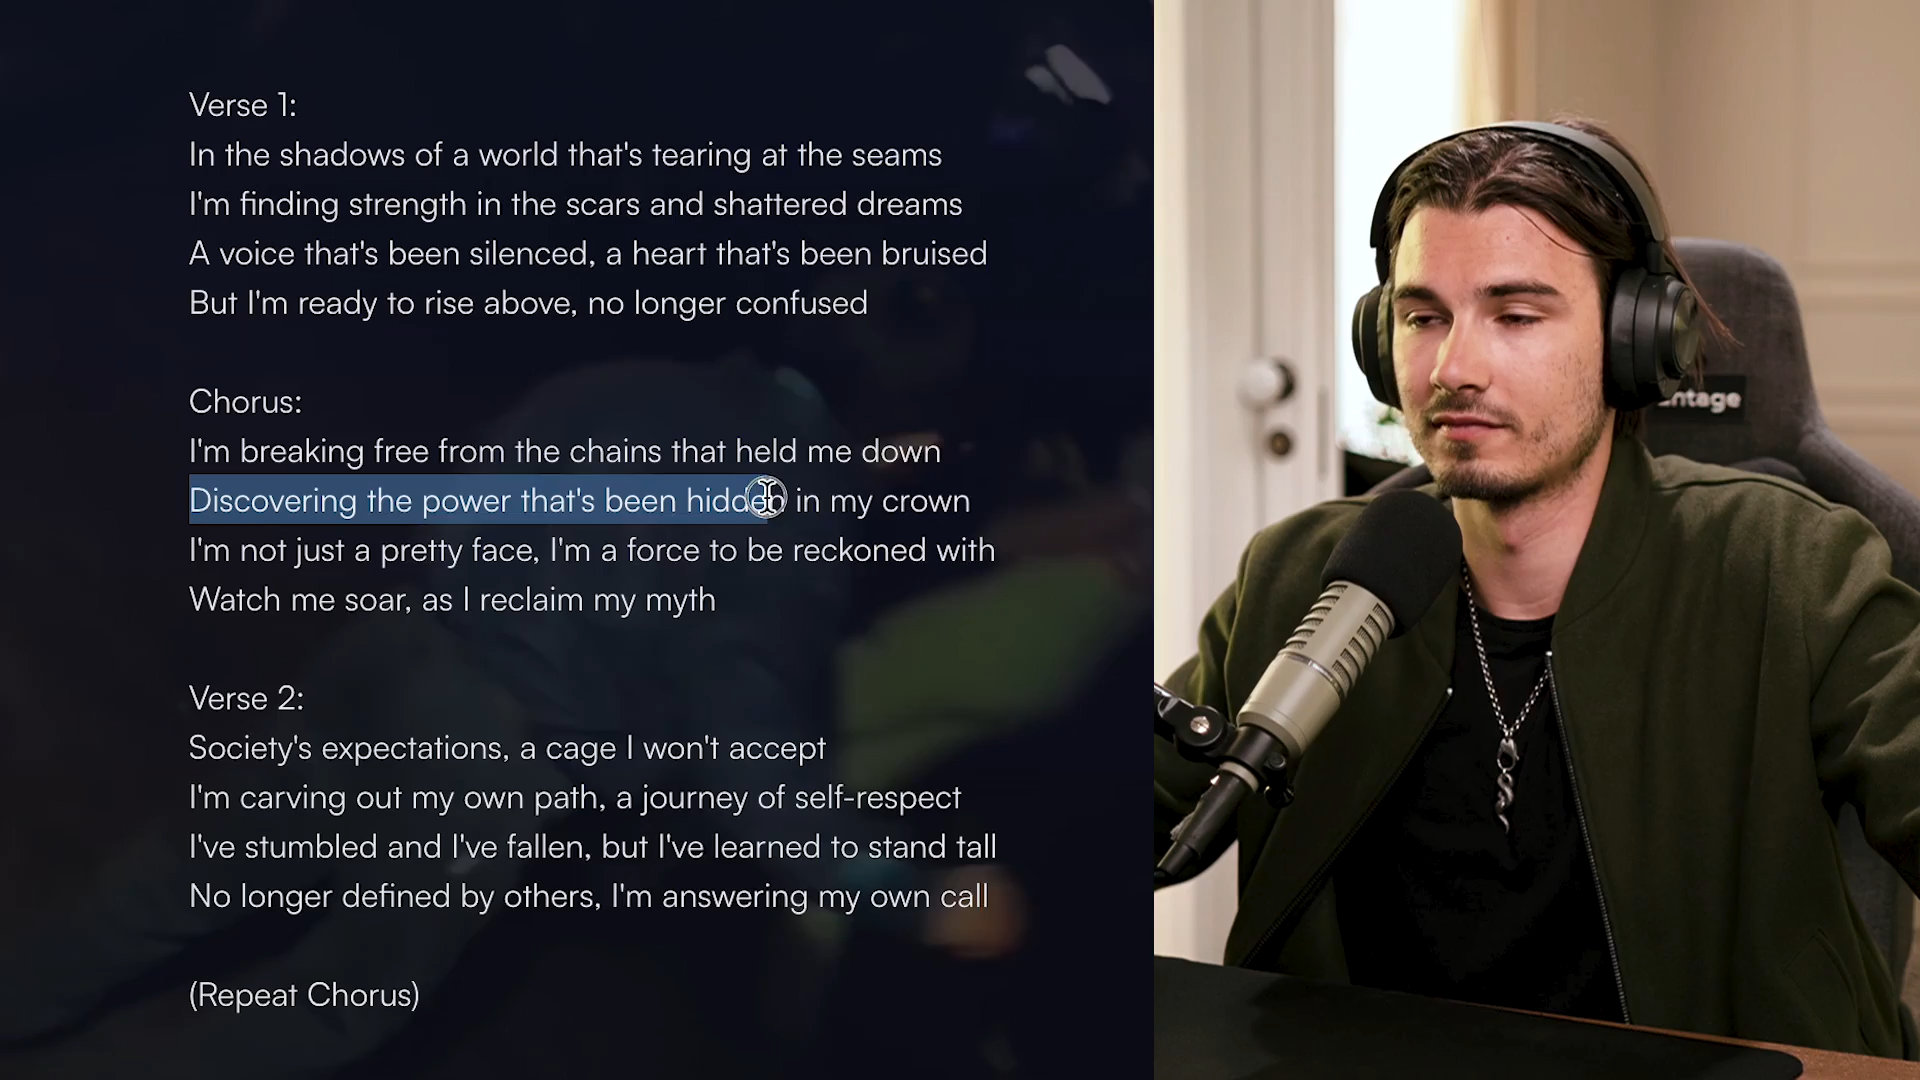 Verse 1:
In the shadows of a world that's tearing at the seams
I'm finding strength in the scars and shattered dreams
A voice that's been silenced, a heart that's been bruised
But I'm ready to rise above, no longer confused
Chorus:
I'm breaking free from the chains that held me down
Discovering the power that's been hidden in my crown
I'm not just a pretty face, I'm a force to be reckoned with
Watch me soar, as I reclaim my myth
Verse 2:
Society's expectations, a cage I won't accept
I'm carving out my own path, a journey of self-respect
I've stumbled and I've fallen, but I've learned to stand tall
No longer defined by others, I'm answering my own call
(Repeat Chorus)